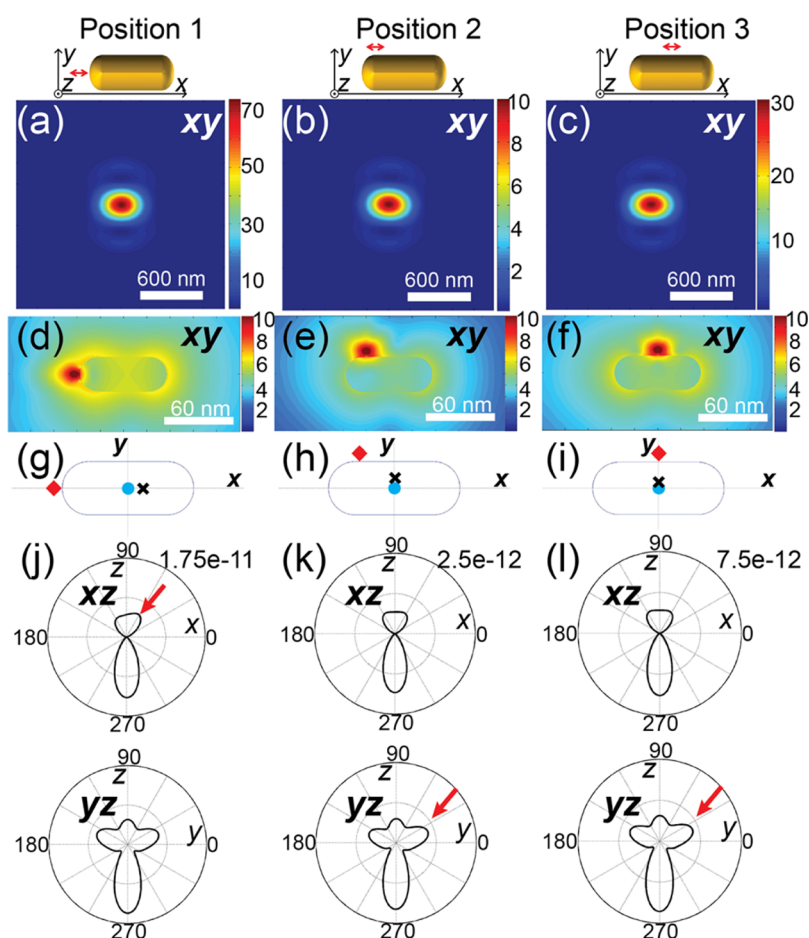 Position 1 Position 2 Position 3
y y y
z x z x z x
(a) xy 70 50 30 10 600 nm
(b) xy 10 8 6 4 2 0 600 nm
(c) xy 30 20 10 600 nm
(d) xy 10 8 6 4 2 60 nm
(e) xy 10 8 6 4 2 60 nm
(f) xy 10 8 6 4 2 60 nm
(g) y x
(h) y x
(i) y x
(j) 90 1.75e-11 z xz x 180 0 270
(k) 90 2.5e-12 z xz x 180 0 270
(l) 90 7.5e-12 z xz x 180 0 270
90 z yz y 180 0 270
90 z yz y 180 0 270
90 z yz y 180 0 270